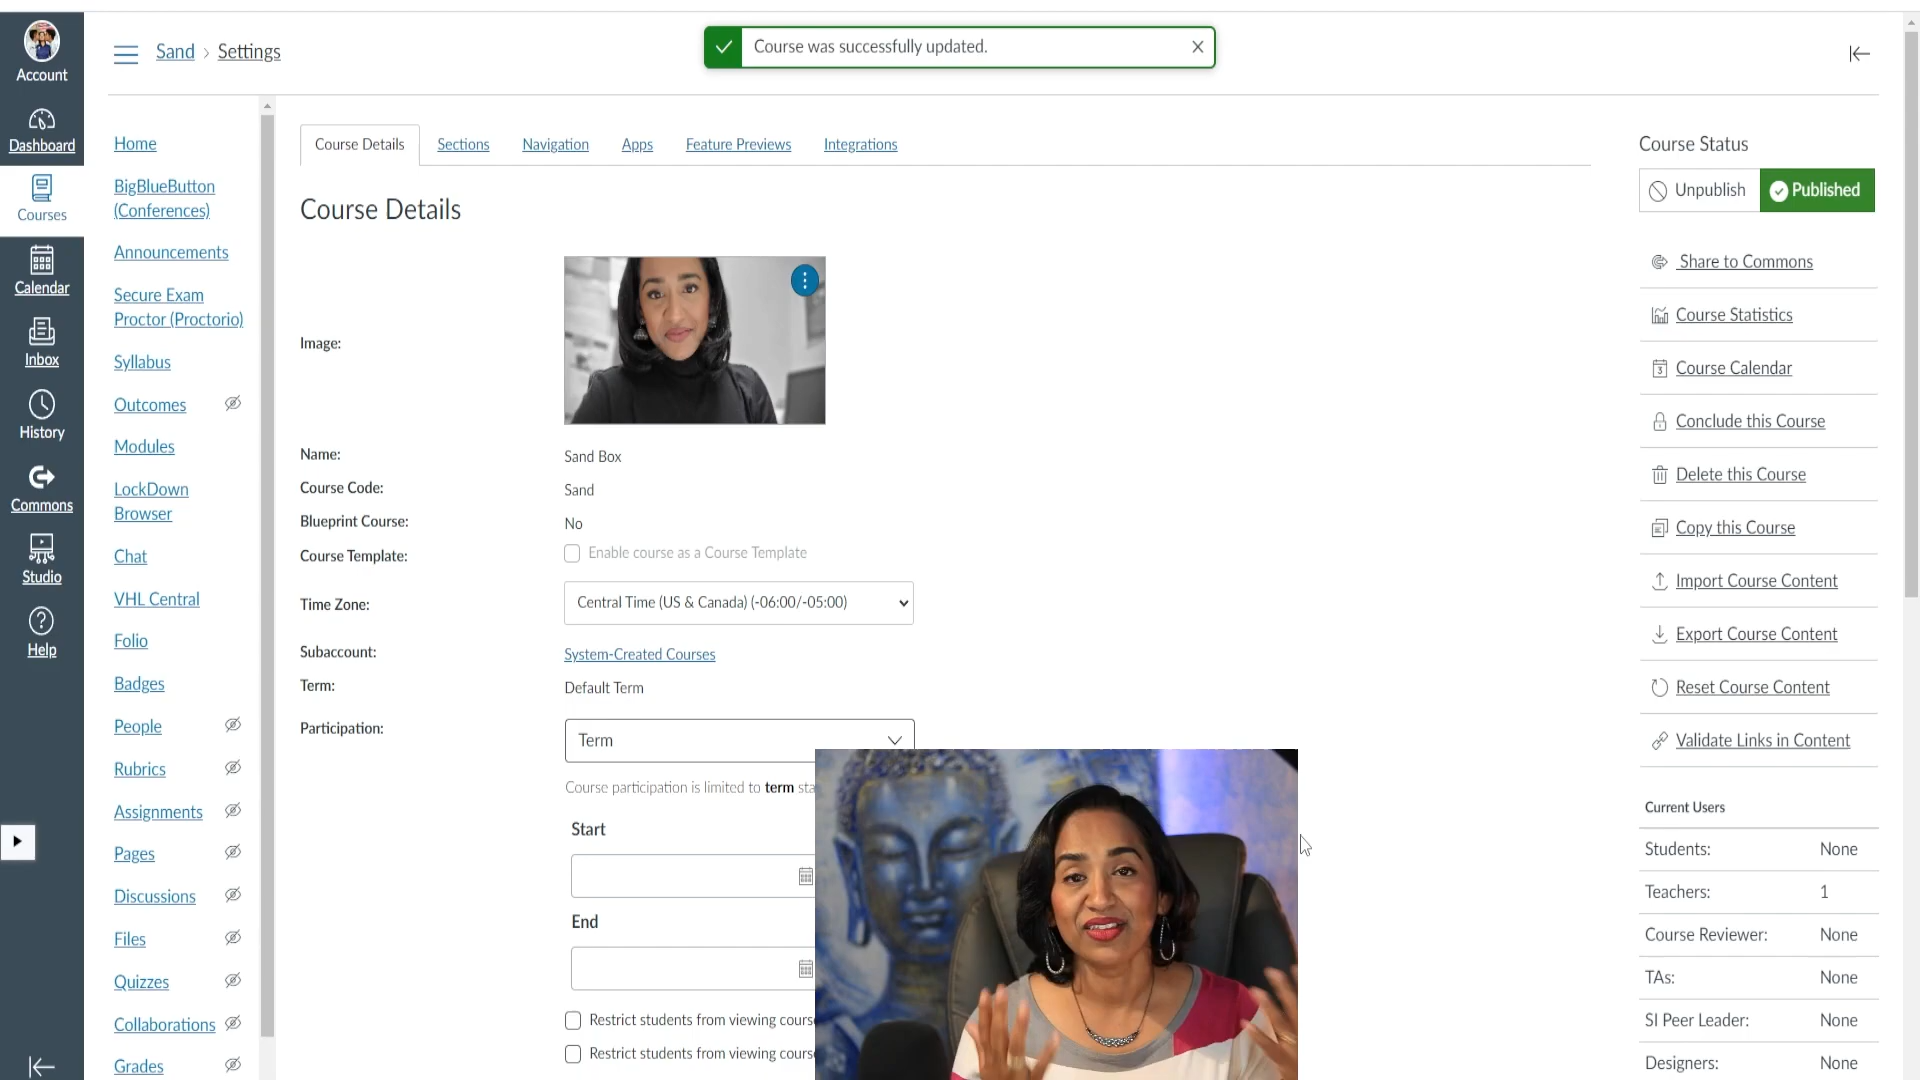 Account
Dashboard
Courses
Calendar
Inbox
History
Commons
Studio
Help
Sand › Settings
Course was successfully updated.
Home
BigBlueButton
(Conferences)
Announcements
Secure Exam
Proctor (Proctorio)
Syllabus
Outcomes
Modules
LockDown
Browser
Chat
VHL Central
Folio
Badges
People
Rubrics
Assignments
Pages
Discussions
Files
Quizzes
Collaborations
Grades
Course Details Sections Navigation Apps Feature Previews Integrations
Course Details
Image:
Name: Sand Box
Course Code: Sand
Blueprint Course: No
Course Template: Enable course as a Course Template
Time Zone: Central Time (US & Canada) (-06:00/-05:00)
Subaccount: System-Created Courses
Term: Default Term
Participation: Term
Course participation is limited to term
Start
End
Restrict students from viewing
Restrict students from viewing
Course Status
Unpublish Published
Share to Commons
Course Statistics
3 Course Calendar
Conclude this Course
Delete this Course
Copy this Course
Import Course Content
Export Course Content
Reset Course Content
Validate Links in Content
Current Users
Students: None
Teachers: 1
Course Reviewer: None
TAs: None
SI Peer Leader: None
Designers: None